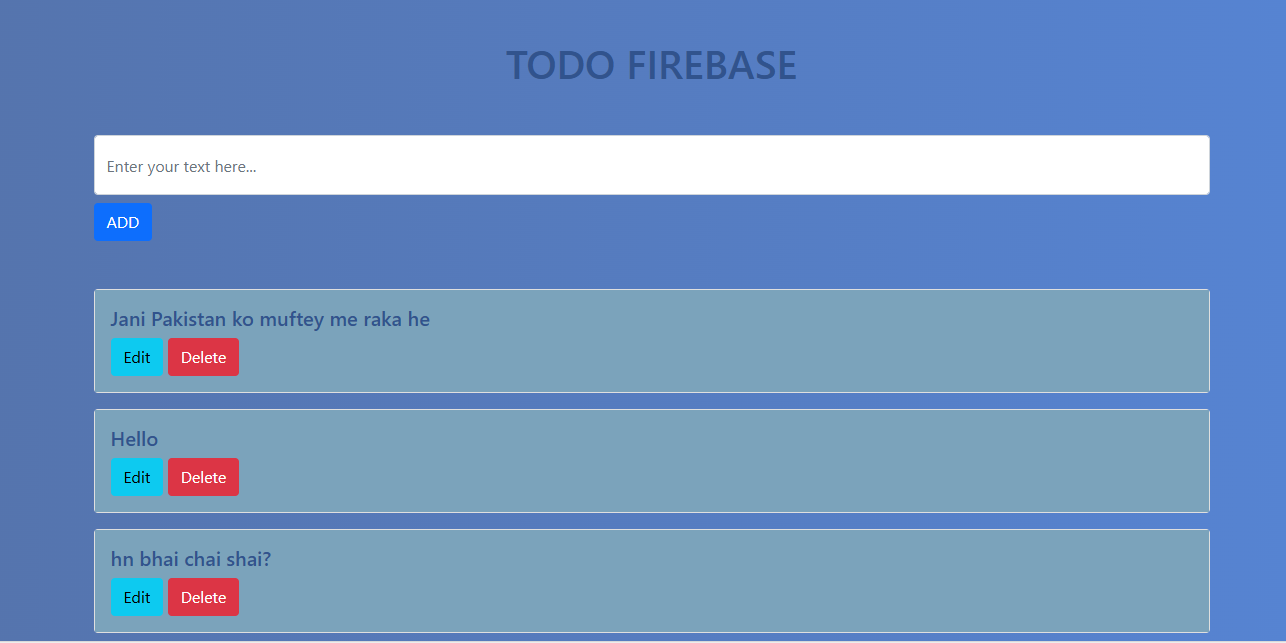 TODO FIREBASE
Enter your text here...
ADD
Jani Pakistan ko muftey me raka he
Edit Delete
Hello
Edit Delete
hn bhai chai shai?
Edit Delete